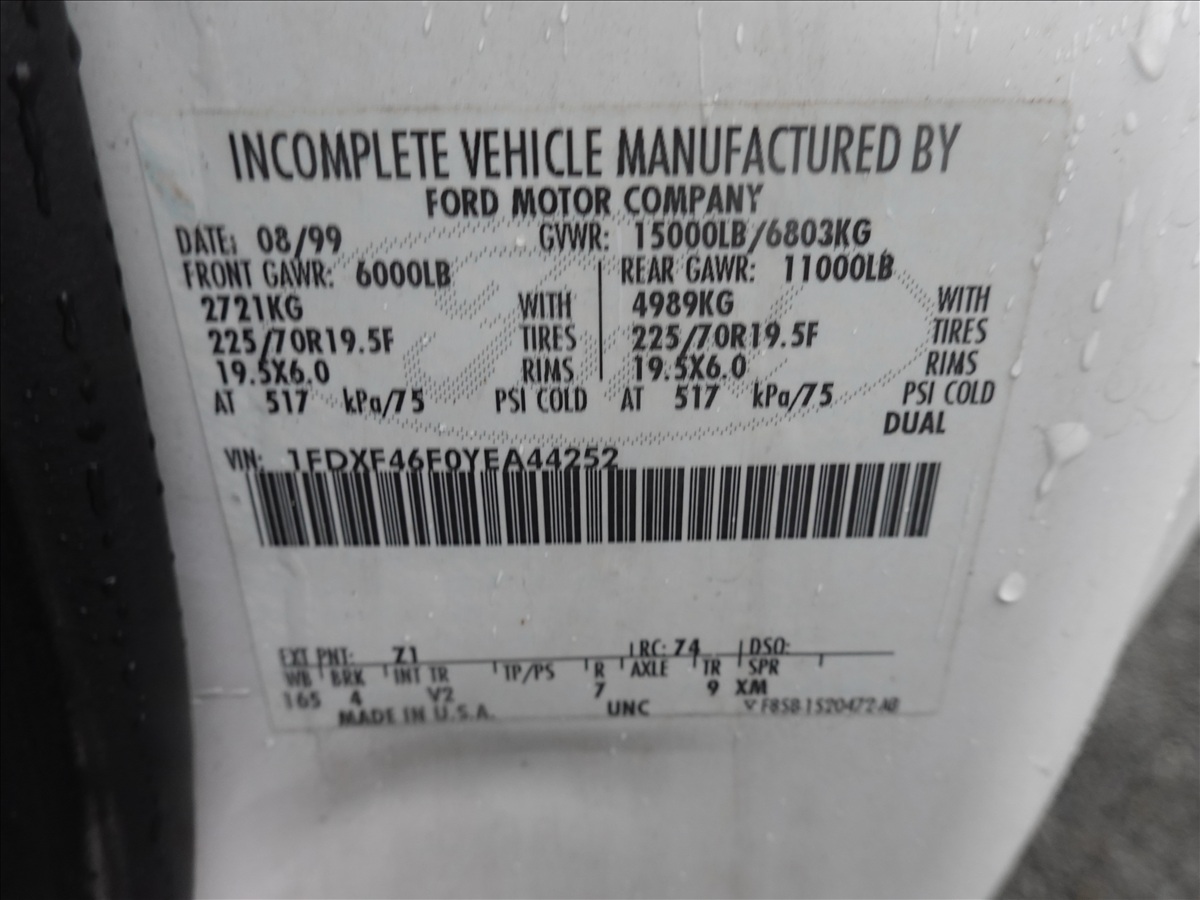 INCOMPLETE VEHICLE MANUFACTURED BY
FORD MOTOR COMPANY
DATE: 08/99 GVWR: 15000LB/6803KG
FRONT GAWR: 6000LB REAR GAWR: 11000LB
2721KG WITH 4989KG WITH
225/70R19.5F TIRES 225/70R19.5F TIRES
19.5X6.0 RIMS 19.5X6.0 RIMS
AT 517 kPa/75 PSI COLD AT 517 kPa/75 PSI COLD
DUAL
VIN: 1FDXF46F0YEA44252
EXT PNT: Z1 RC: 74 DSO:
WB BRK INT TR TP/PS R AXLE TR SPR
165 4 V2 7 9 XM
MADE IN U.S.A. UNC F85B 1520472 AB